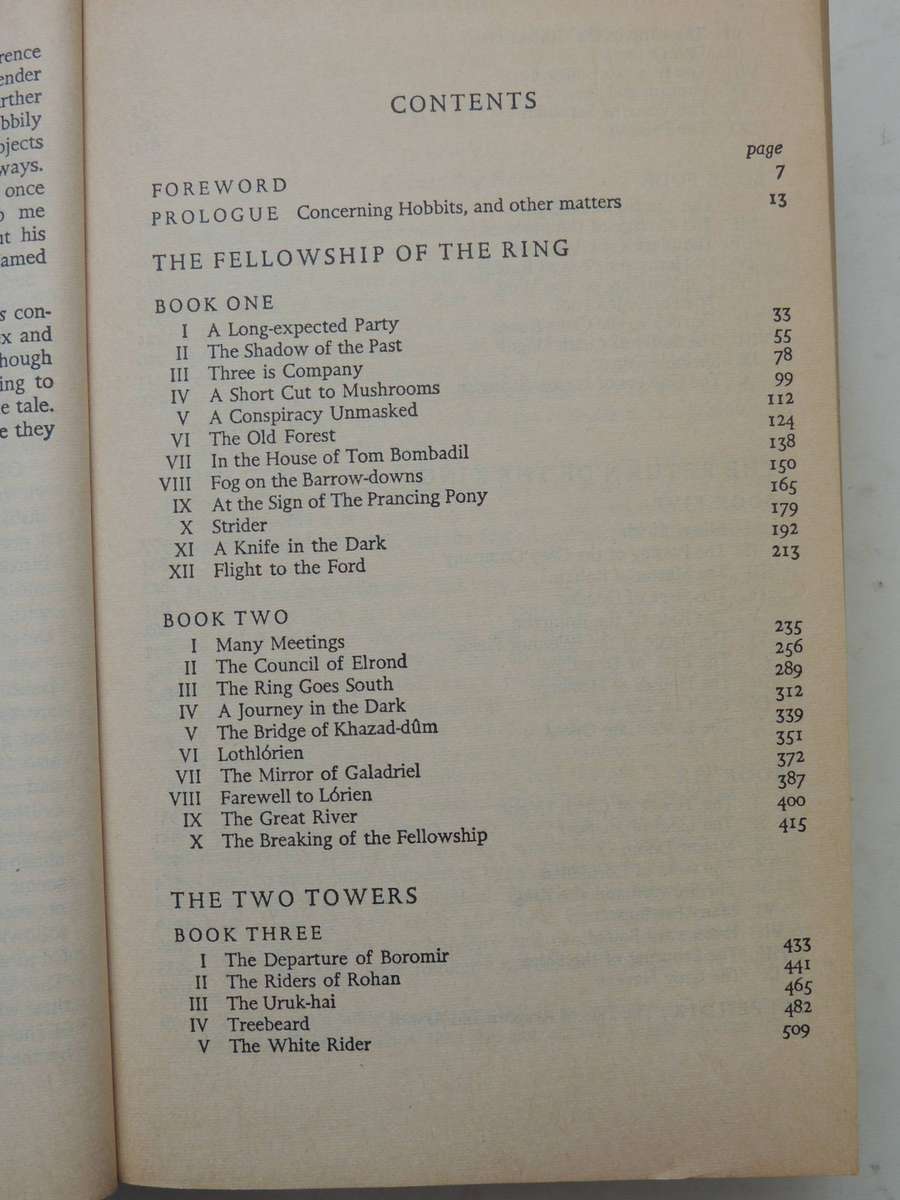 once
me
his
to
tale.
they
CONTENTS
page
FOREWORD 7
PROLOGUE Concerning Hobbits, and other matters 13
THE FELLOWSHIP OF THE RING
BOOK ONE
I A Long-expected Party 33
II The Shadow of the Past 55
III Three is Company 78
IV A Short Cut to Mushrooms 99
V A Conspiracy Unmasked 112
VI The Old Forest 124
VII In the House of Tom Bombadil 138
VIII Fog on the Barrow-downs 150
IX At the Sign of The Prancing Pony 165
X Strider 179
XI A Knife in the Dark 192
XII Flight to the Ford 213
BOOK TWO
I Many Meetings 235
II The Council of Elrond 256
III The Ring Goes South 289
IV A Journey in the Dark 312
V The Bridge of Khazad-dûm 339
VI Lothlórien 351
VII The Mirror of Galadriel 372
VIII Farewell to Lórien 387
IX The Great River 400
X The Breaking of the Fellowship 415
THE TWO TOWERS
BOOK THREE
I The Departure of Boromir 433
II The Riders of Rohan 441
III The Uruk-hai 465
IV Treebeard 482
V The White Rider 509